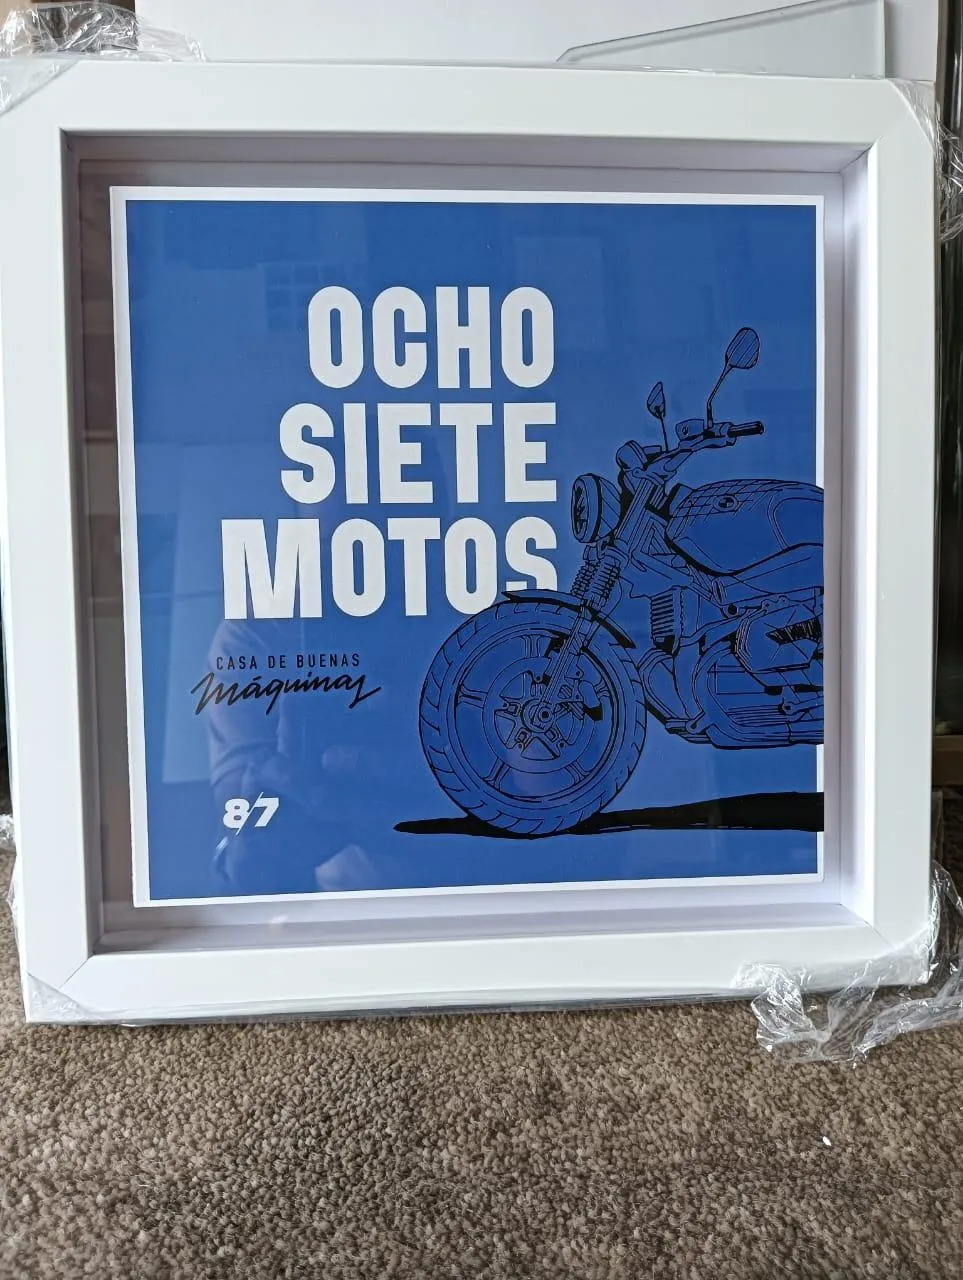 OCHO
SIETE
MOTOS
CASA DE BUENAS
Máquinas
8/7